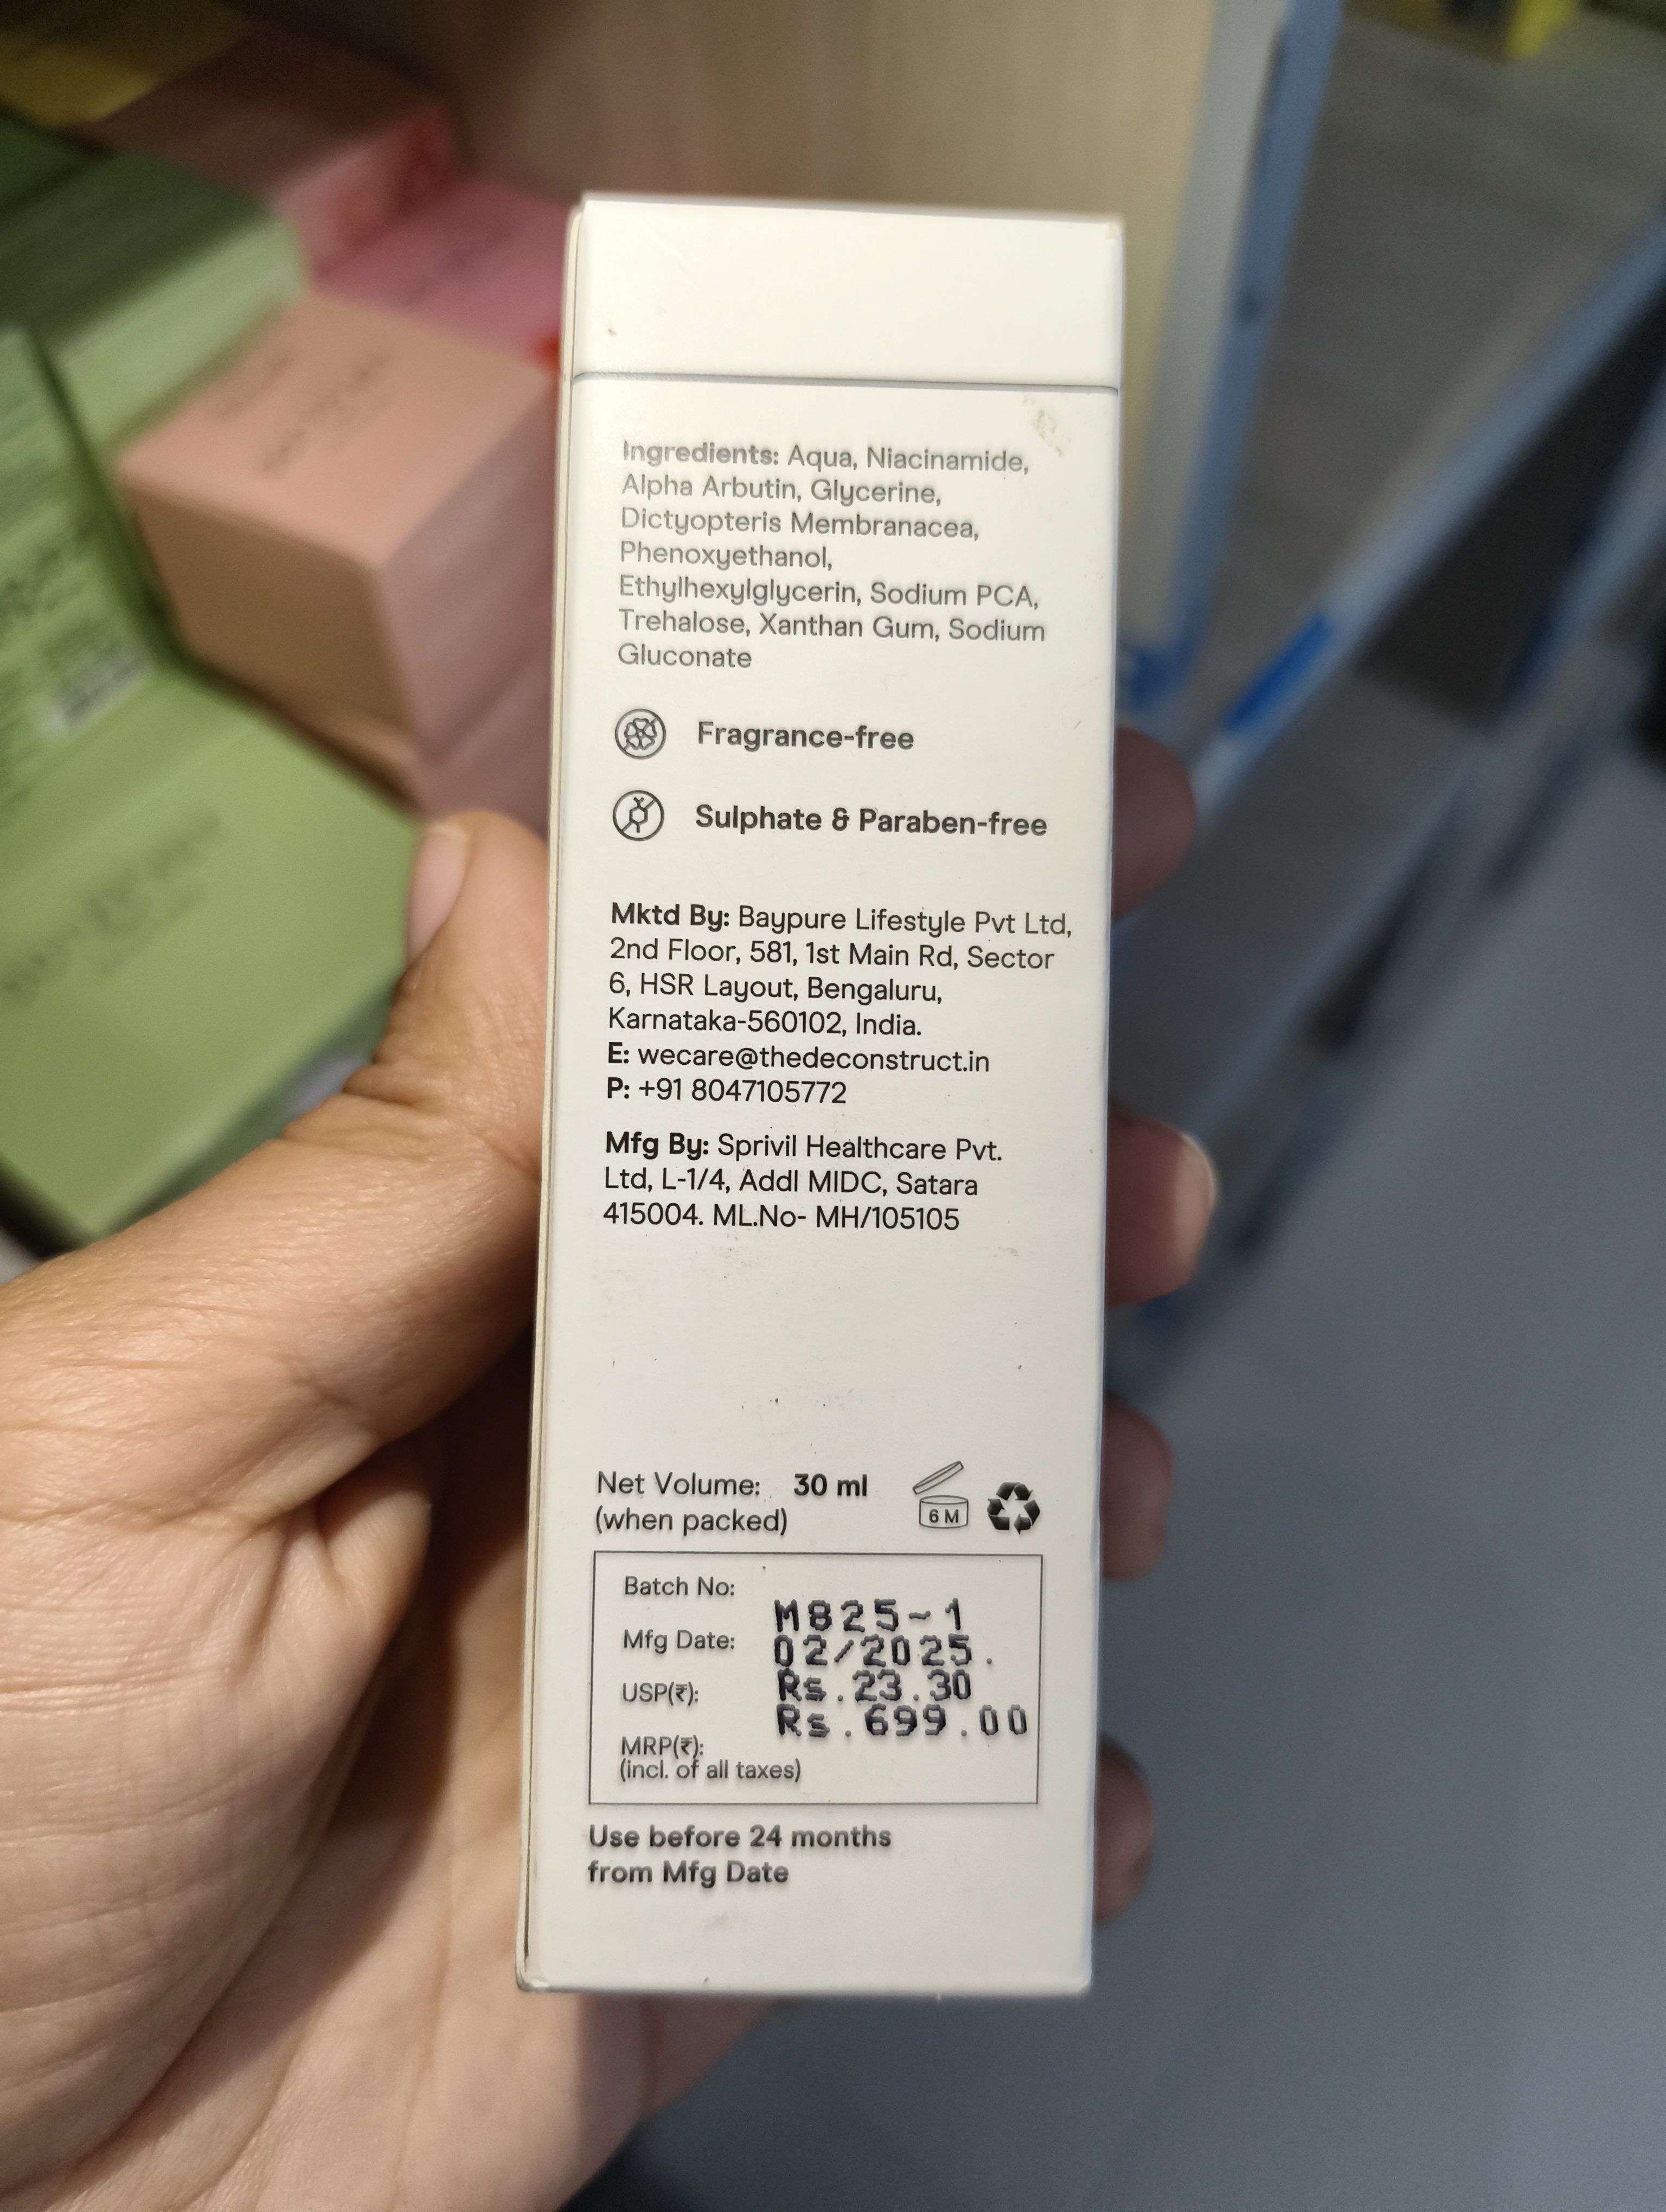 Ingredients: Aqua, Niacinamide,
Alpha Arbutin, Glycerine,
Dictyopteris Membranacea,
Phenoxyethanol,
Ethylhexylglycerin, Sodium PCA,
Trehalose, Xanthan Gum, Sodium
Gluconate
Fragrance-free
Sulphate & Paraben-free
Mktd By: Baypure Lifestyle Pvt Ltd,
2nd Floor, 581, 1st Main Rd, Sector
6, HSR Layout, Bengaluru,
Karnataka-560102, India.
E: wecare@thedeconstruct.in
P: +91 8047105772
Mfg By: Sprivil Healthcare Pvt.
Ltd, L-1/4, Addl MIDC, Satara
415004. ML.No- MH/105105
Net Volume: 30 ml
(when packed)
6 M
Batch No: M825-1
Mfg Date: 02/2025.
USP(₹): Rs.23.30
MRP(₹): Rs.699.00
(incl. of all taxes)
Use before 24 months
from Mfg Date